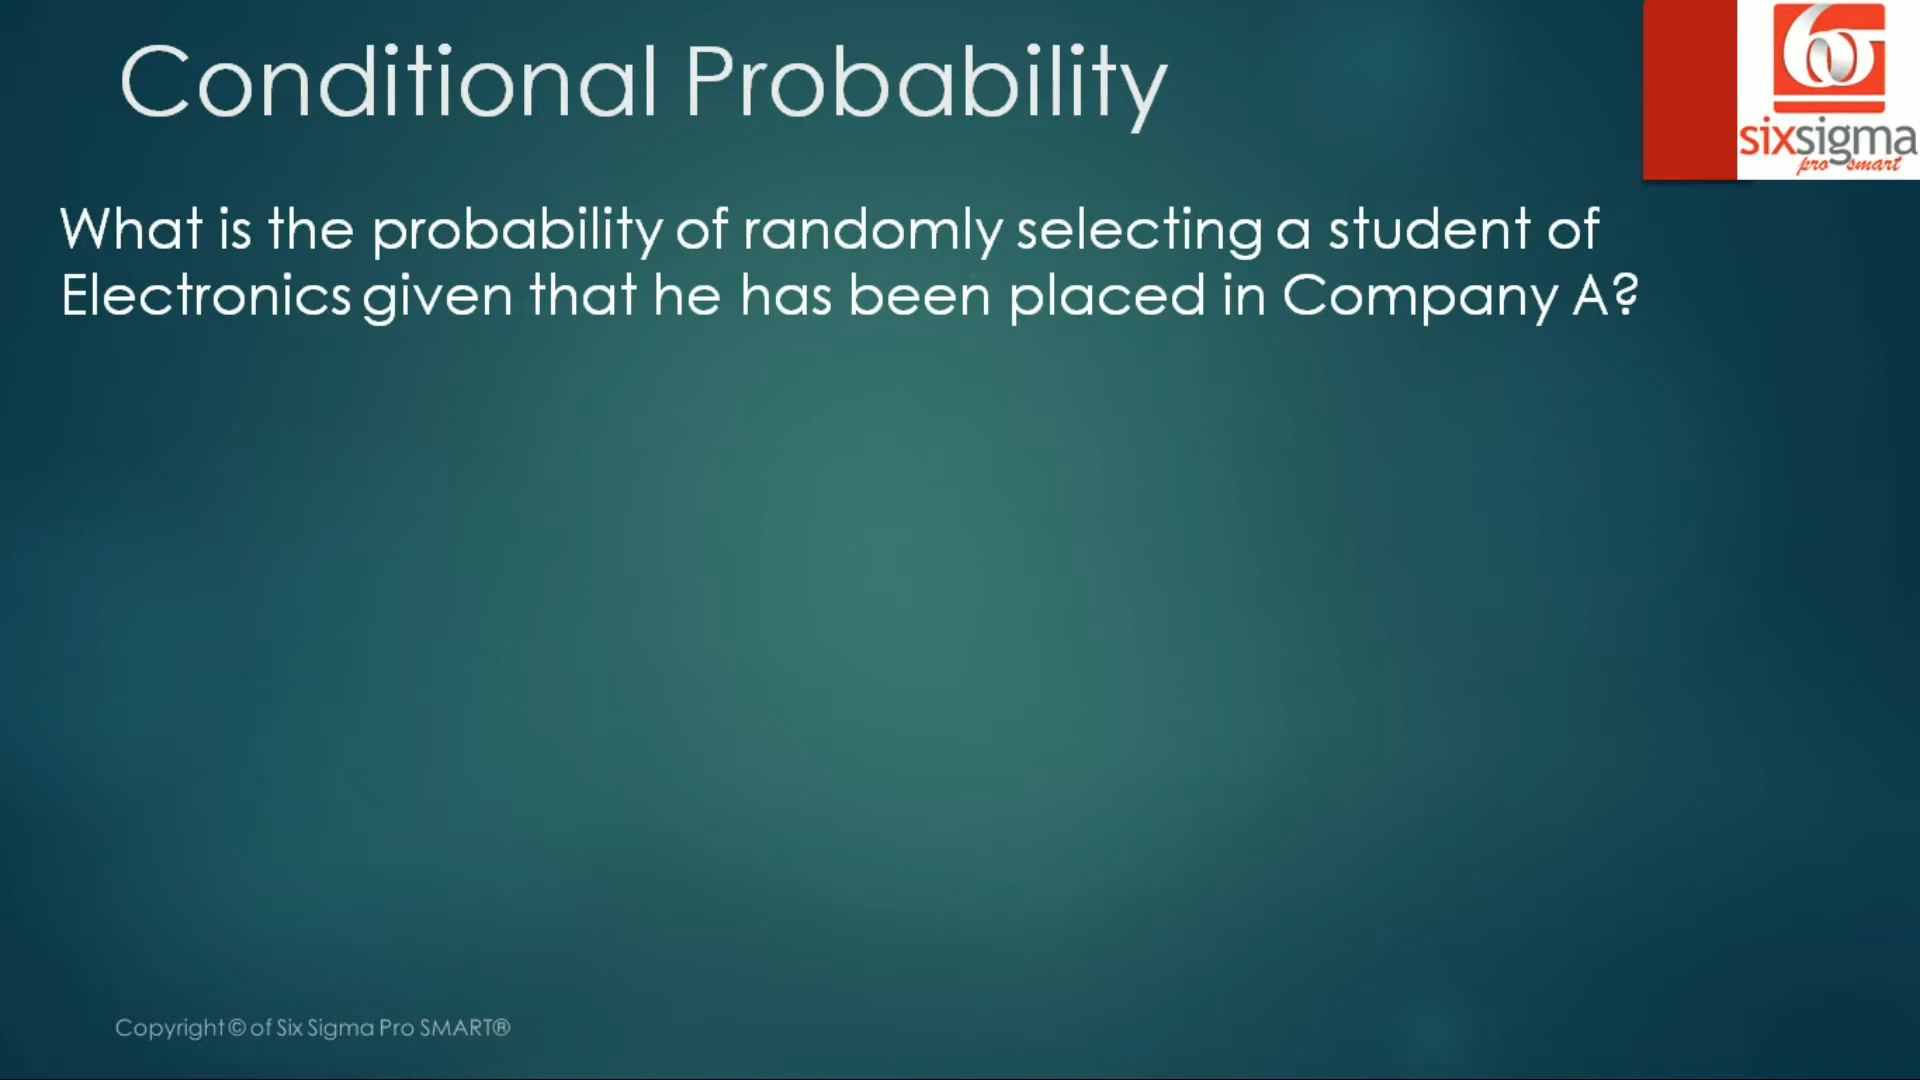 Conditional Probability
sixsigma
pro smart
What is the probability of randomly selecting a student of
Electronics given that he has been placed in Company A?
Copyright © of Six Sigma Pro SMART®